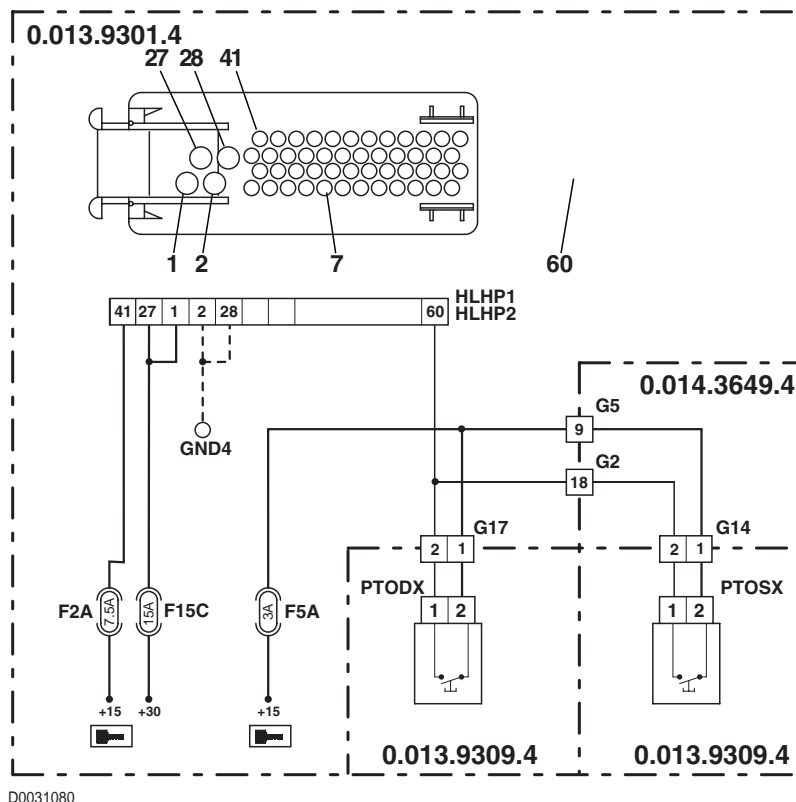 0.013.9301.4
27 28 41
1 2 7 60
41 27 1 2 28 60
HLHP1
HLHP2
0.014.3649.4
G5
9
GND4
G2
18
G17 G14
2 1 2 1
PTODX PTOSX
1 2 1 2
F2A 7.5A 15A F15C 3A F5A
+15 +30 +15
0.013.9309.4 0.013.9309.4
D0031080